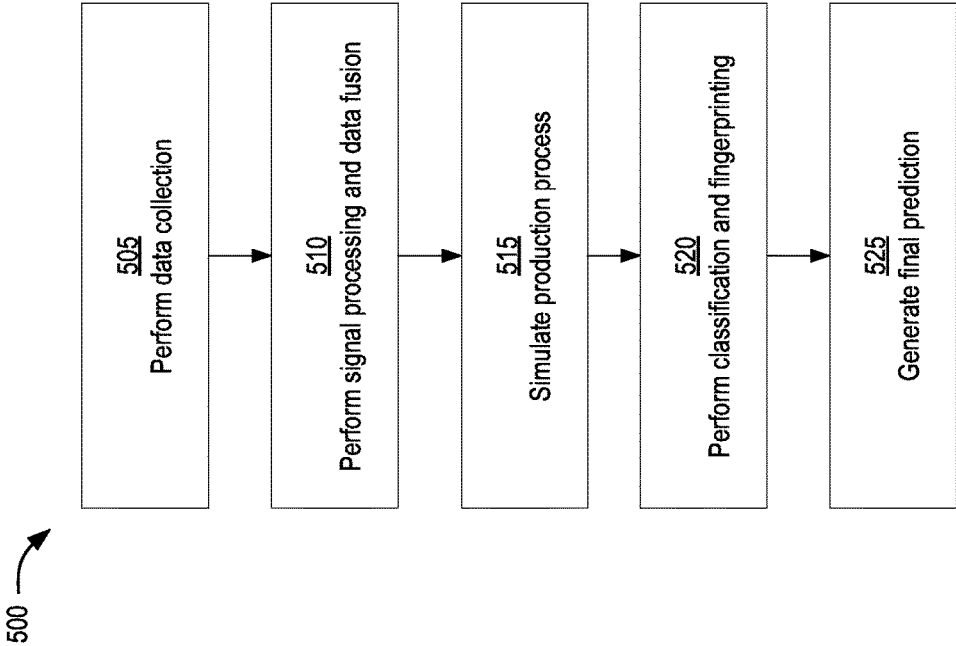 500
505
Perform data collection
510
Perform signal processing and data fusion
515
Simulate production process
520
Perform classification and fingerprinting
525
Generate final prediction